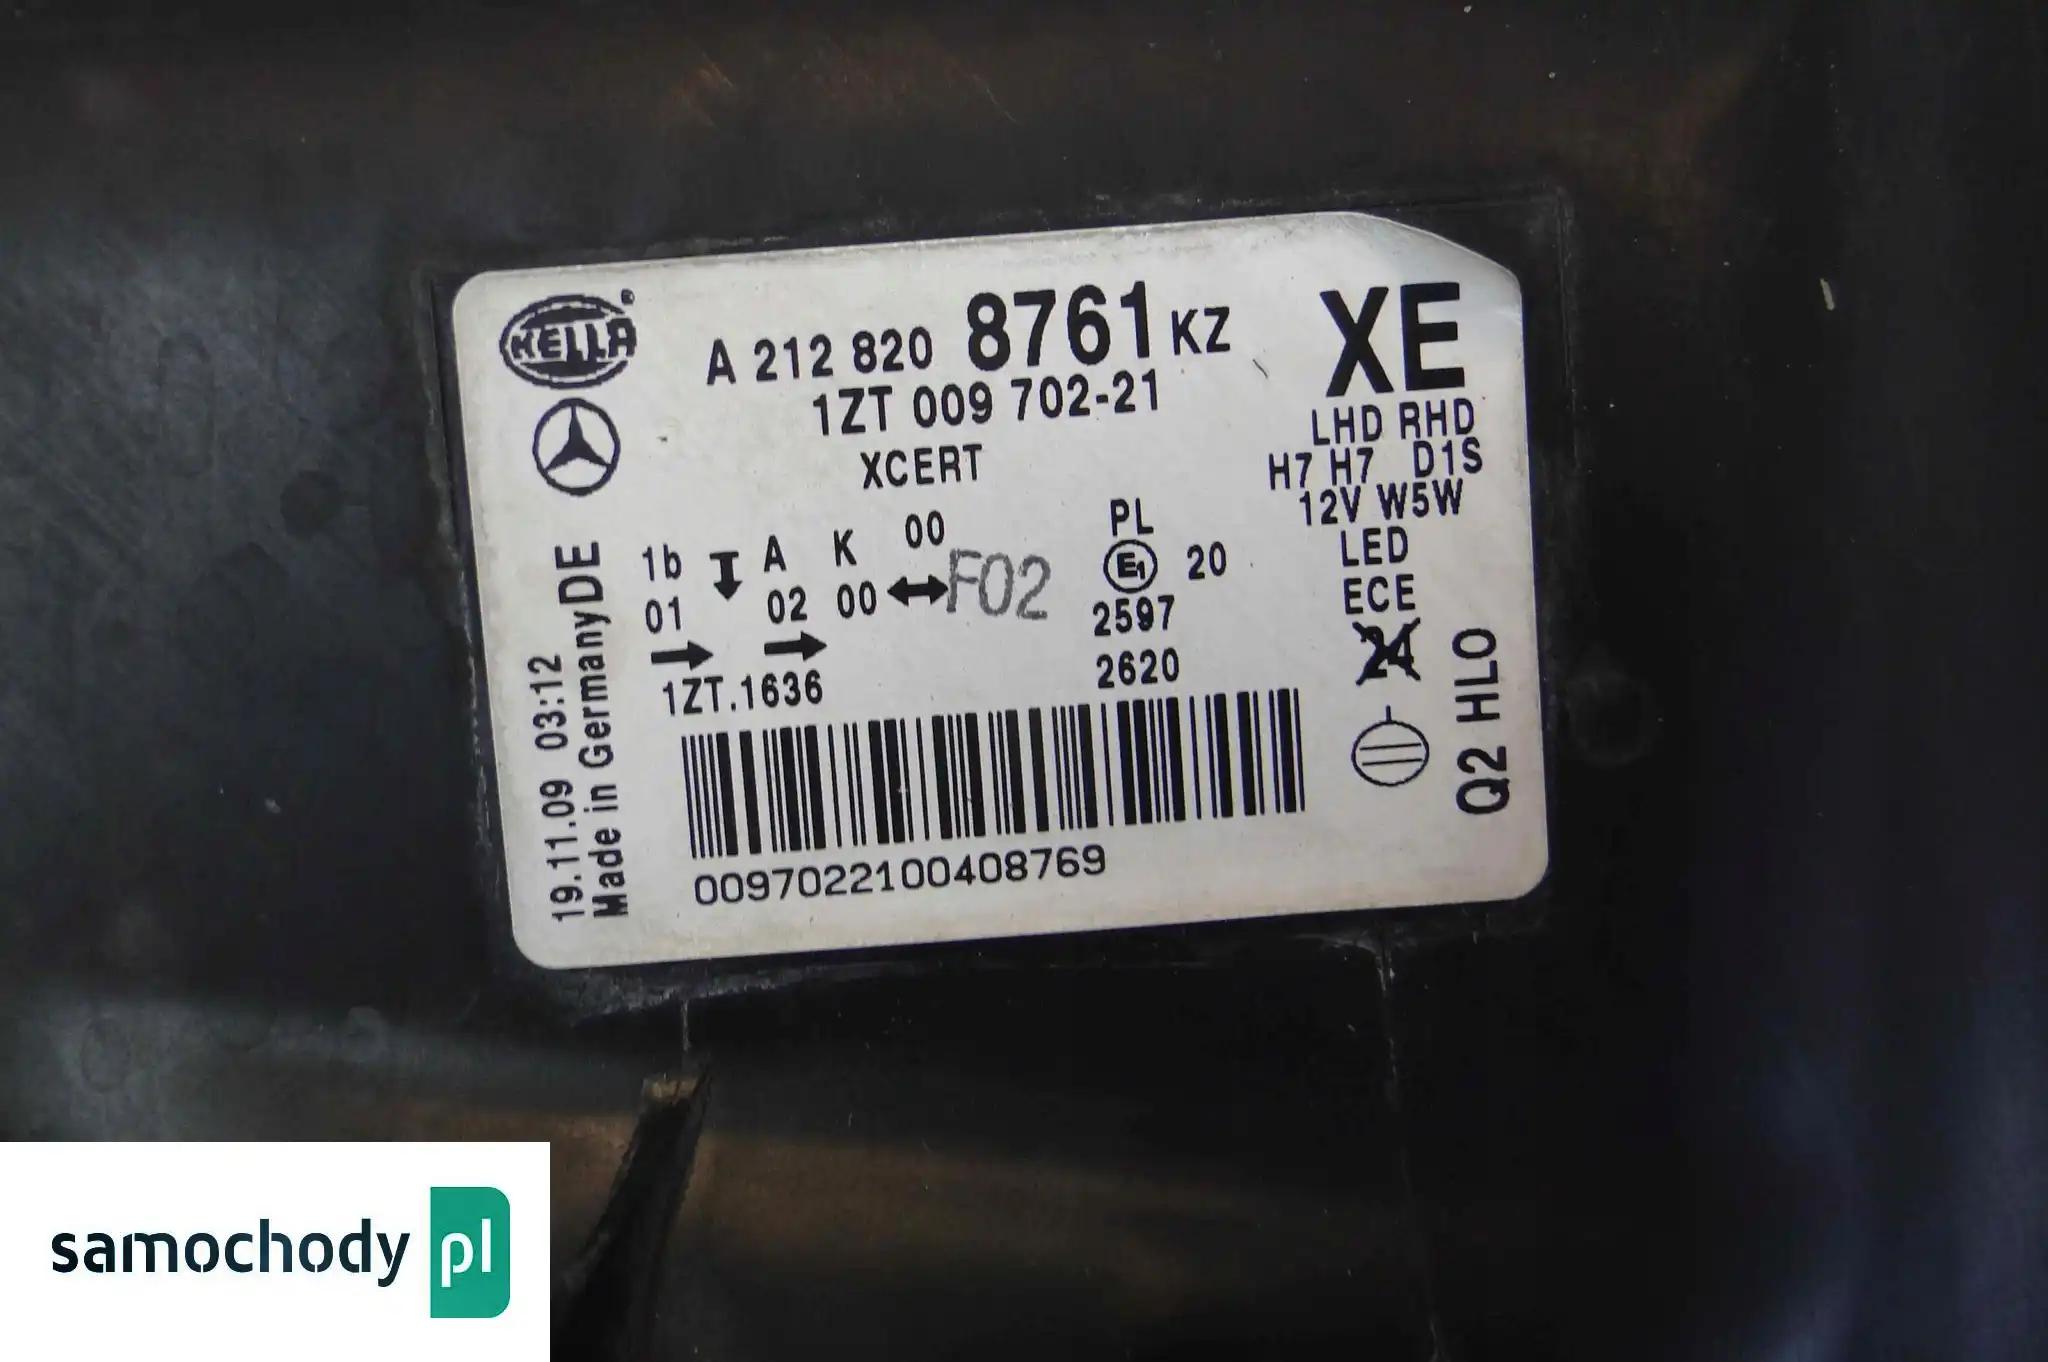 HELLA®
A 212 820 8761 KZ
1ZT 009 702-21
XCERT
XE
LHD RHD
H7 H7 D1S
12V W5W
LED
ECE
24
1b A K 00
01 02 00 F02
1ZT.1636
PL
E1 20
2597
2620
19.11.09 03:12
Made in Germany DE
Q2 HLO
0097022100408769
samochody pl